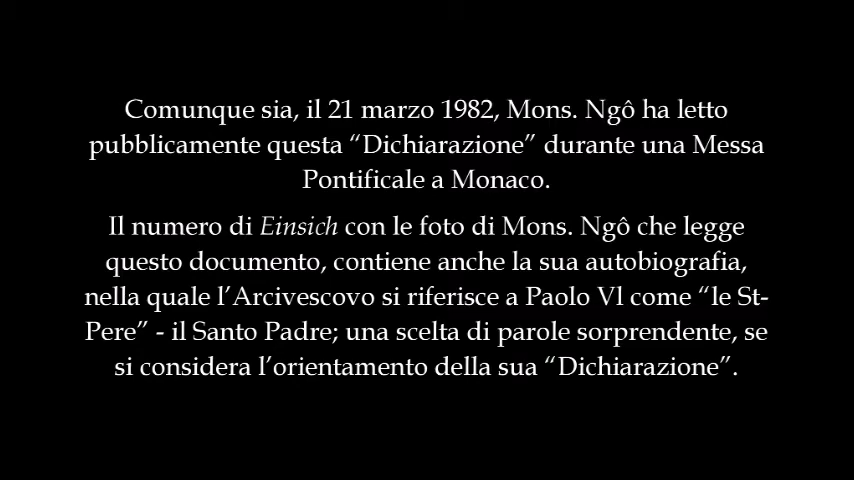 Comunque sia, il 21 marzo 1982, Mons. Ngô ha letto
pubblicamente questa “Dichiarazione” durante una Messa
Pontificale a Monaco.
Il numero di Einsich con le foto di Mons. Ngô che legge
questo documento, contiene anche la sua autobiografia,
nella quale l’Arcivescovo si riferisce a Paolo Vl come “le St-
Pere” - il Santo Padre; una scelta di parole sorprendente, se
si considera l’orientamento della sua “Dichiarazione”.